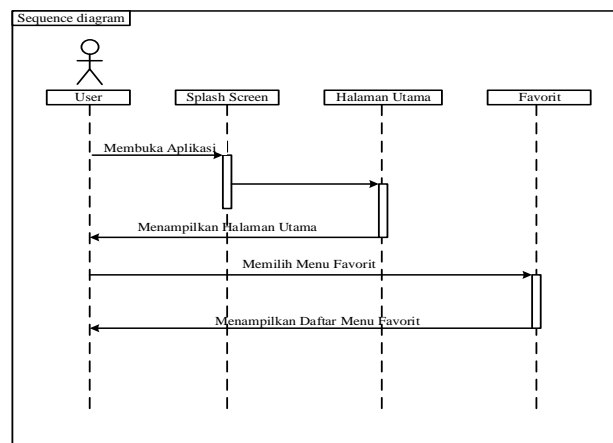 Sequence diagram
User
Splash Screen
Halaman Utama
Favorit
Membuka Aplikasi
Menampilkan Halaman Utama
Memilih Menu Favorit
Menampilkan Daftar Menu Favorit